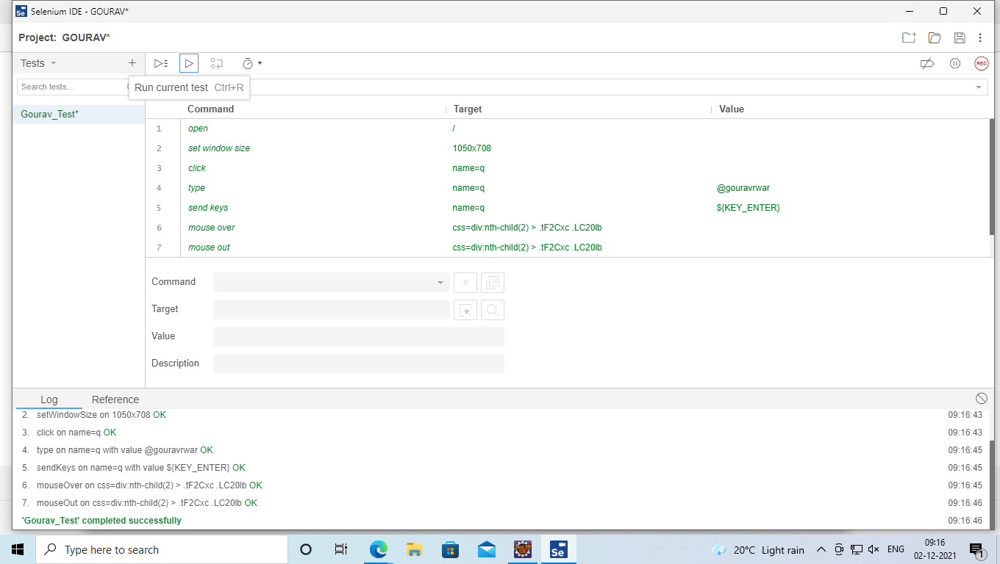 Selenium IDE - GOURAV*
Project: GOURAV*
Tests
Search tests...
Run current test Ctrl+R
Gourav_Test*
Command Target Value
1 open /
2 set window size 1050x708
3 click name=q
4 type name=q @gouravrwar
5 send keys name=q ${KEY_ENTER}
6 mouse over css=div:nth-child(2) > .tF2Cxc .LC20lb
7 mouse out css=div:nth-child(2) > .tF2Cxc .LC20lb
Command //
Target
Value
Description
REC
Log Reference
2. setWindowSize on 1050x708 OK 09:16:43
3. click on name=q OK 09:16:43
4. type on name=q with value @gouravrwar OK 09:16:45
5. sendKeys on name=q with value ${KEY_ENTER} OK 09:16:45
6. mouseOver on css=div:nth-child(2) > .tF2Cxc .LC20lb OK 09:16:45
7. mouseOut on css=div:nth-child(2) > .tF2Cxc .LC20lb OK 09:16:46
'Gourav_Test' completed successfully 09:16:46
Type here to search
Se
20°C Light rain
ENG
09:16
02-12-2021
1